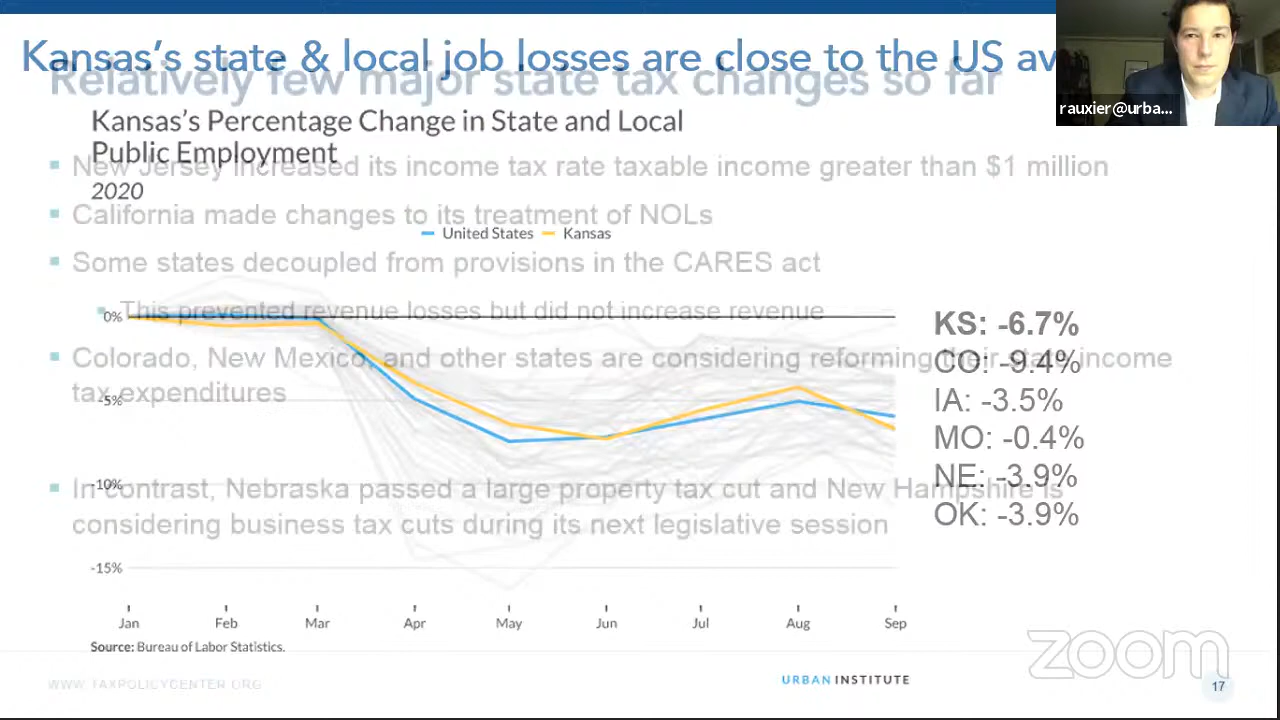 Kansas's state & local job losses are close to the US av
Relatively few major state tax changes so far
rauxier@urba...
Kansas's Percentage Change in State and Local
Public Employment
2020
▪ New Jersey increased its income tax rate taxable income greater than $1 million
▪ California made changes to its treatment of NOLs
United States Kansas
▪ Some states decoupled from provisions in the CARES act
▪ This prevented revenue losses but did not increase revenue
▪ Colorado, New Mexico, and other states are considering reforming their state income
tax expenditures
▪ In contrast, Nebraska passed a large property tax cut and New Hampshire is
considering business tax cuts during its next legislative session
0%
-5%
-10%
-15%
Jan Feb Mar Apr May Jun Jul Aug Sep
KS: -6.7%
CO: -9.4%
IA: -3.5%
MO: -0.4%
NE: -3.9%
OK: -3.9%
Source: Bureau of Labor Statistics.
zoom
WWW.TAXPOLICYCENTER.ORG
URBAN INSTITUTE
17